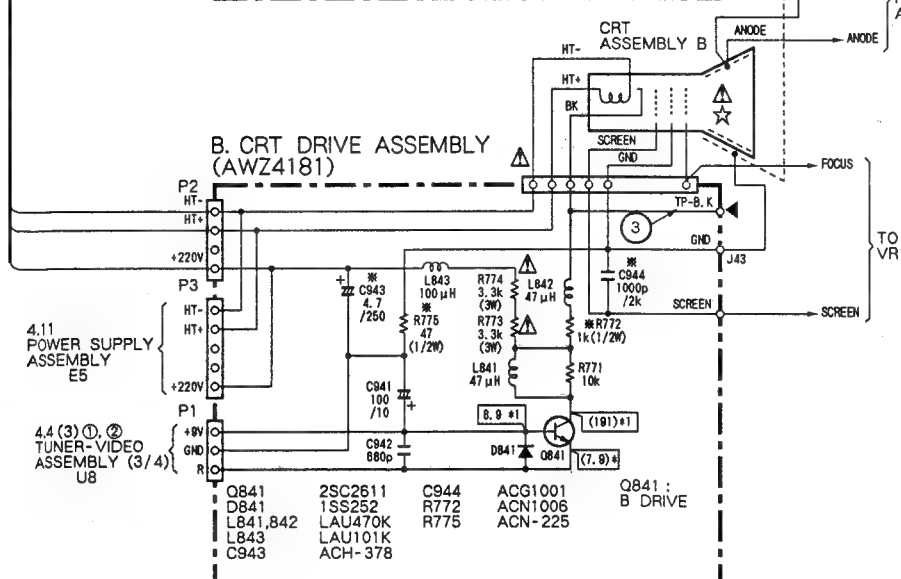 CRT
ASSEMBLY B
ANODE
ANODE
HT-
HT+
BK
SCREEN
GND
B. CRT DRIVE ASSEMBLY
(AWZ4181)
FOCUS
P2
HT-
HT+
+220V
TP-B.K
3
GND
J43
TO
VR
SCREEN
SCREEN
P3
HT-
HT+
+220V
4.11
POWER SUPPLY
ASSEMBLY
E5
※
C943
4.7
/250
L843
100μH
※
R775
47
(1/2W)
R774
3.3k
(3W)
R773
3.3k
(3W)
L842
47μH
※
C944
1000p
/2k
※R772
1k(1/2W)
L841
47μH
R771
10k
C941
100
/10
P1
+9V
GND
R
4.4(3)①,②
TUNER-VIDEO
ASSEMBLY (3/4)
U8
C942
680p
8.9 *1
D841
Q841
(191)*1
(7.9)*
Q841 :
B DRIVE
Q841 2SC2611 C944 ACG1001
D841 1SS252 R772 ACN1006
L841,842 LAU470K R775 ACN-225
L843 LAU101K
C943 ACH-378